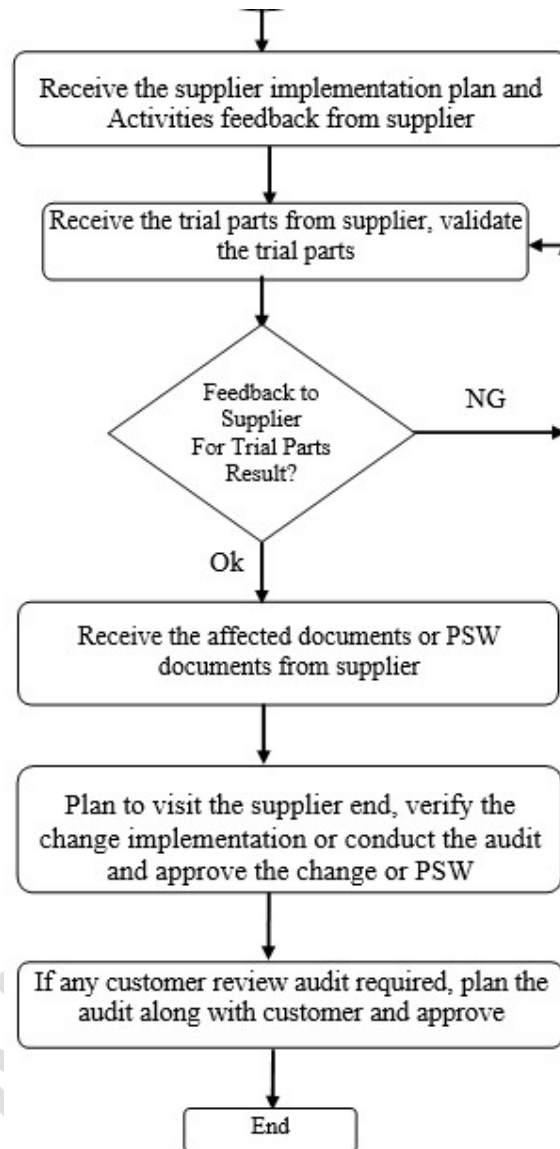 Receive the supplier implementation plan and
Activities feedback from supplier
Receive the trial parts from supplier, validate
the trial parts
Feedback to
Supplier
For Trial Parts
Result?
NG
Ok
Receive the affected documents or PSW
documents from supplier
Plan to visit the supplier end, verify the
change implementation or conduct the audit
and approve the change or PSW
If any customer review audit required, plan the
audit along with customer and approve
End